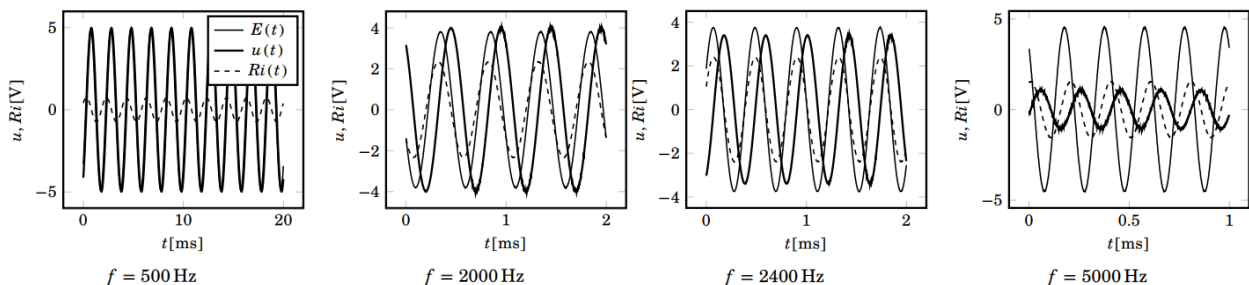 5
0
−5
u, Ri[V]
E(t)
u(t)
Ri(t)
0 10 20
t[ms]
f = 500 Hz
4
2
0
−2
−4
u, Ri[V]
0 1 2
t[ms]
f = 2000 Hz
4
2
0
−2
−4
u, Ri[V]
0 1 2
t[ms]
f = 2400 Hz
5
0
−5
u, Ri[V]
0 0.5 1
t[ms]
f = 5000 Hz